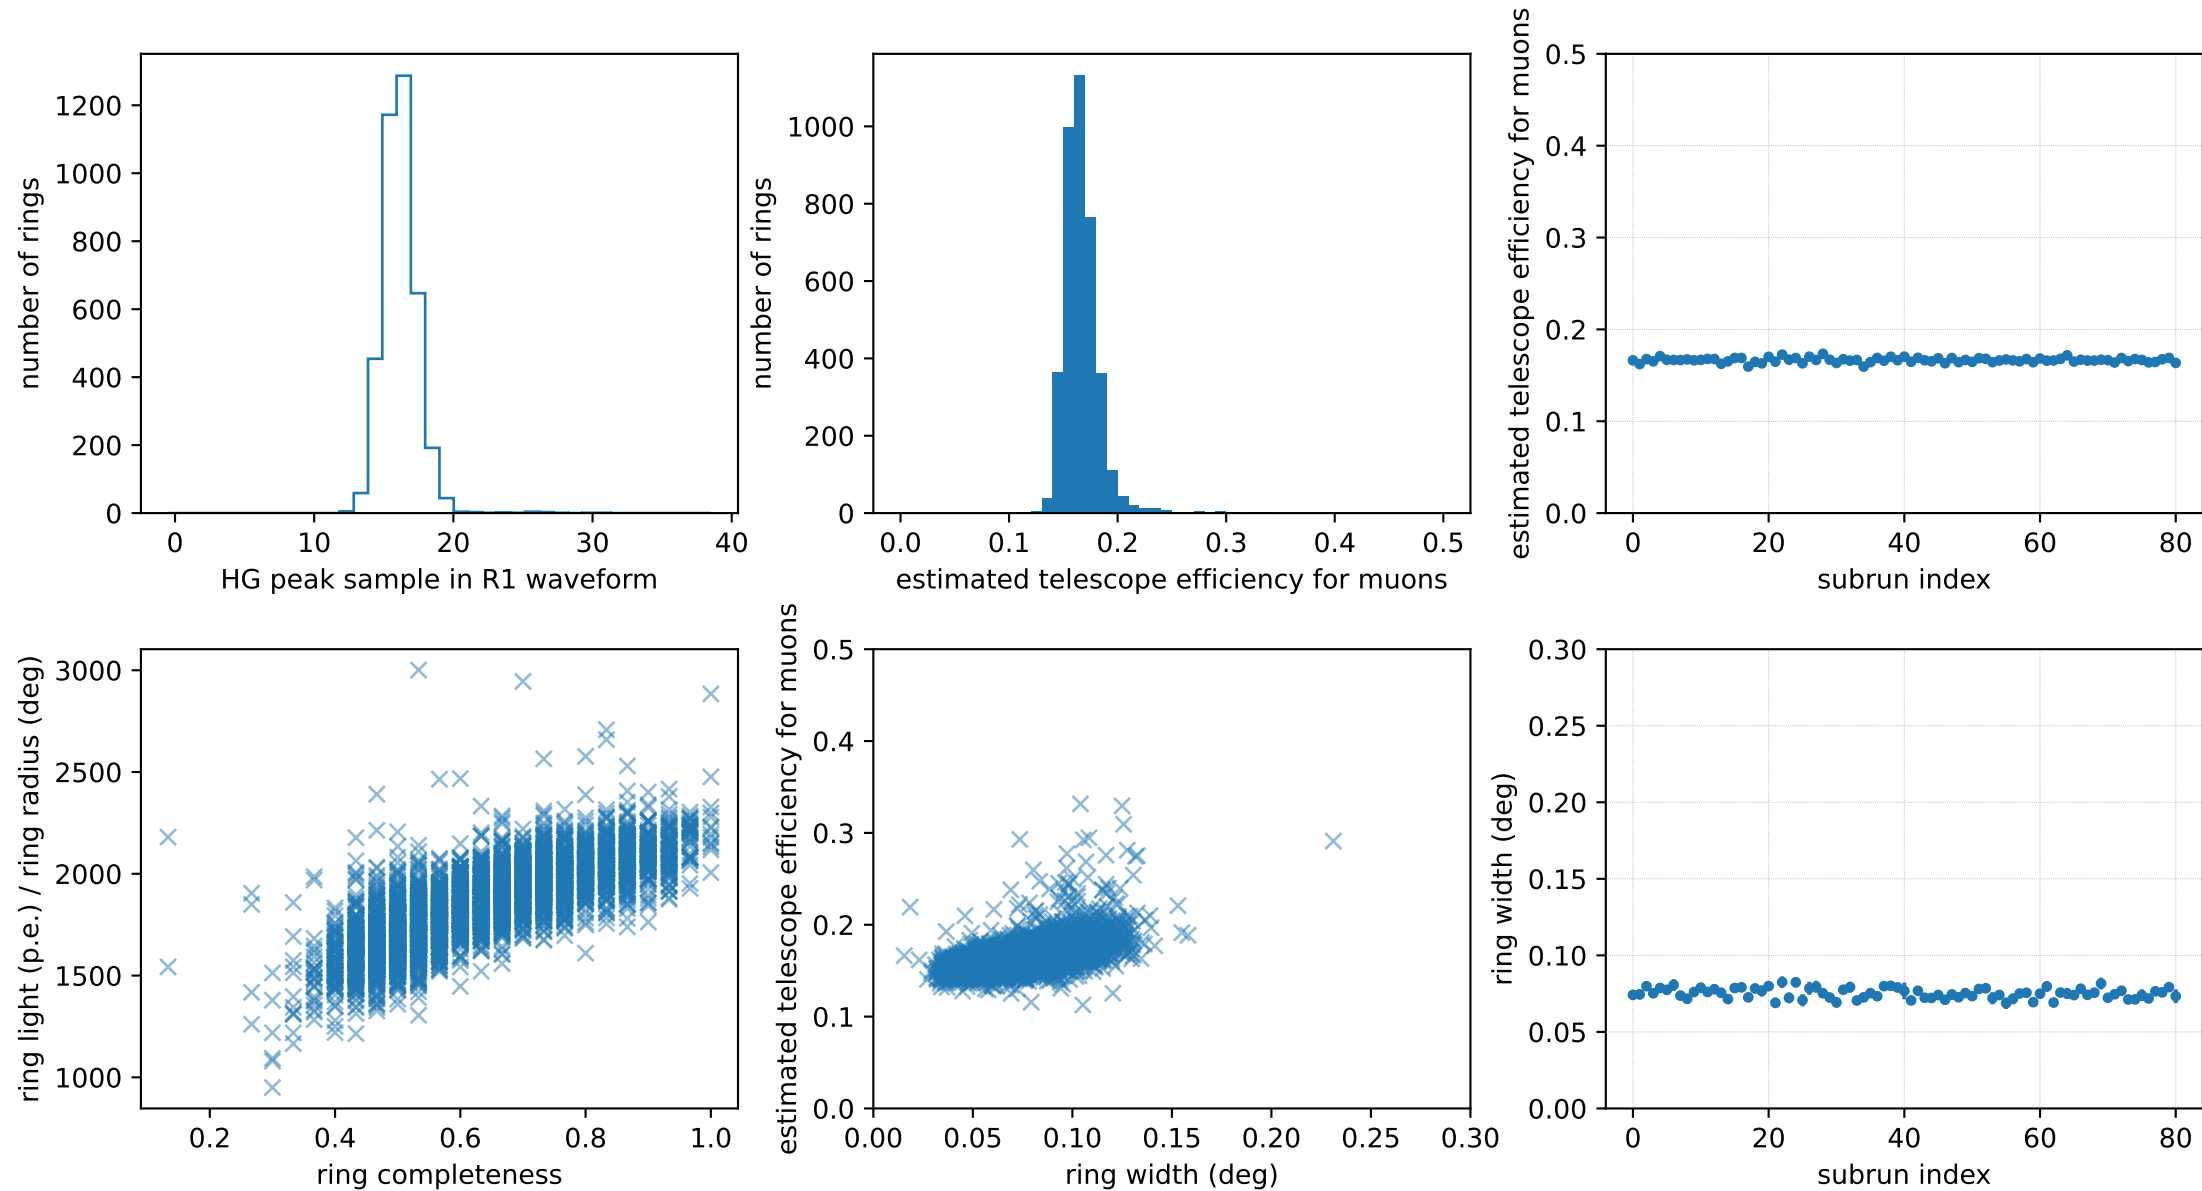 number of rings
1200
1000
800
600
400
200
0
0 10 20 30 40
HG peak sample in R1 waveform
number of rings
1000
800
600
400
200
0
0.0 0.1 0.2 0.3 0.4 0.5
estimated telescope efficiency for muons
estimated telescope efficiency for muons
0.5
0.4
0.3
0.2
0.1
0.0
0 20 40 60 80
subrun index
ring light (p.e.) / ring radius (deg)
3000
2500
2000
1500
1000
0.2 0.4 0.6 0.8 1.0
ring completeness
estimated telescope efficiency for muons
0.5
0.4
0.3
0.2
0.1
0.0
0.00 0.05 0.10 0.15 0.20 0.25 0.30
ring width (deg)
ring width (deg)
0.30
0.25
0.20
0.15
0.10
0.05
0.00
0 20 40 60 80
subrun index